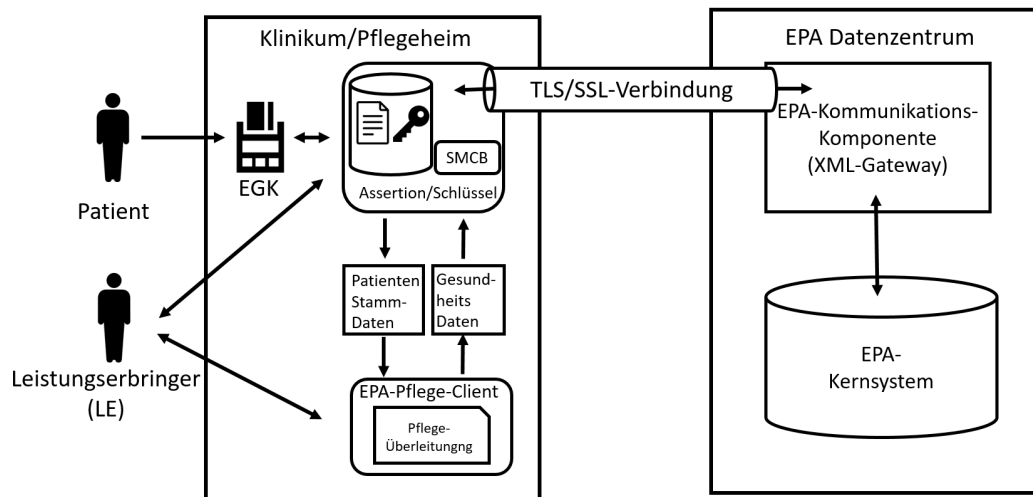 Klinikum/Pflegeheim
EPA Datenzentrum
TLS/SSL-Verbindung
EPA-Kommunikations-
Komponente
(XML-Gateway)
SMCB
Assertion/Schlüssel
EGK
Patient
Patienten
Stamm-
Daten
Gesund-
heits
Daten
Leistungserbringer
(LE)
EPA-Pflege-Client
Pflege-
Überleitungng
EPA-
Kernsystem